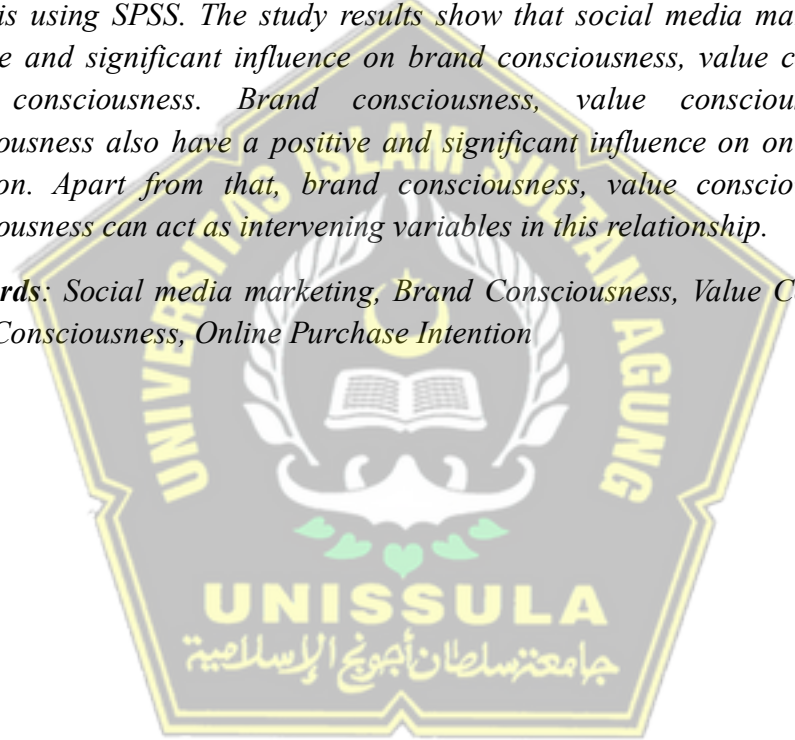 is using SPSS. The study results show that social media ma
e and significant influence on brand consciousness, value c
consciousness. Brand consciousness, value consciou
ousness also have a positive and significant influence on on
on. Apart from that, brand consciousness, value conscio
ousness can act as intervening variables in this relationship.
rds: Social media marketing, Brand Consciousness, Value C
Consciousness, Online Purchase Intention
UNIVERSITAS ISLAM SULTAN AGUNG
UNISSULA
جامعة سلطان أجونج الإسلامية